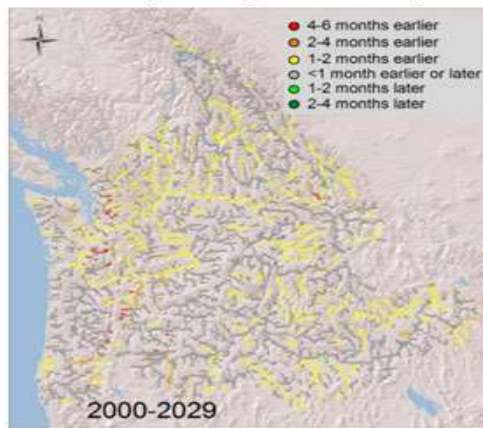 4-6 months earlier
2-4 months earlier
1-2 months earlier
<1 month earlier or later
1-2 months later
2-4 months later
2000-2029